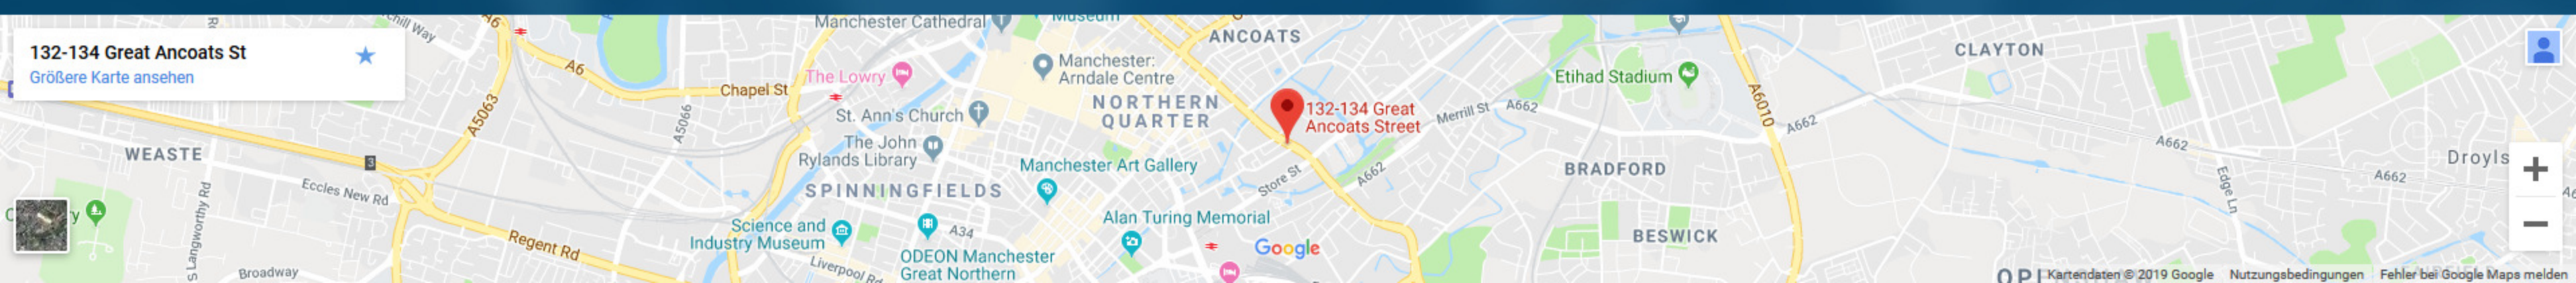 132-134 Great Ancoats St
Größere Karte ansehen
A6
A6
chill Way
A5063
A5066
Chapel St
WEASTE
3
Eccles New Rd
S Langworthy Rd
Broadway
Regent Rd
Manchester Cathedral
Museum
The Lowry
Manchester:
Arndale Centre
St. Ann's Church
NORTHERN
QUARTER
The John
Rylands Library
Manchester Art Gallery
SPINNINGFIELDS
Science and
Industry Museum
A34
ODEON Manchester
Great Northern
Liverpool Rd
Alan Turing Memorial
ANCOATS
132-134 Great
Ancoats Street
Store St
A662
Merrill St
A662
Google
Etihad Stadium
A6010
A662
CLAYTON
BRADFORD
BESWICK
A662
Edge Ln
A662
Droyls
Kartendaten © 2019 Google
Nutzungsbedingungen
Fehler bei Google Maps melden